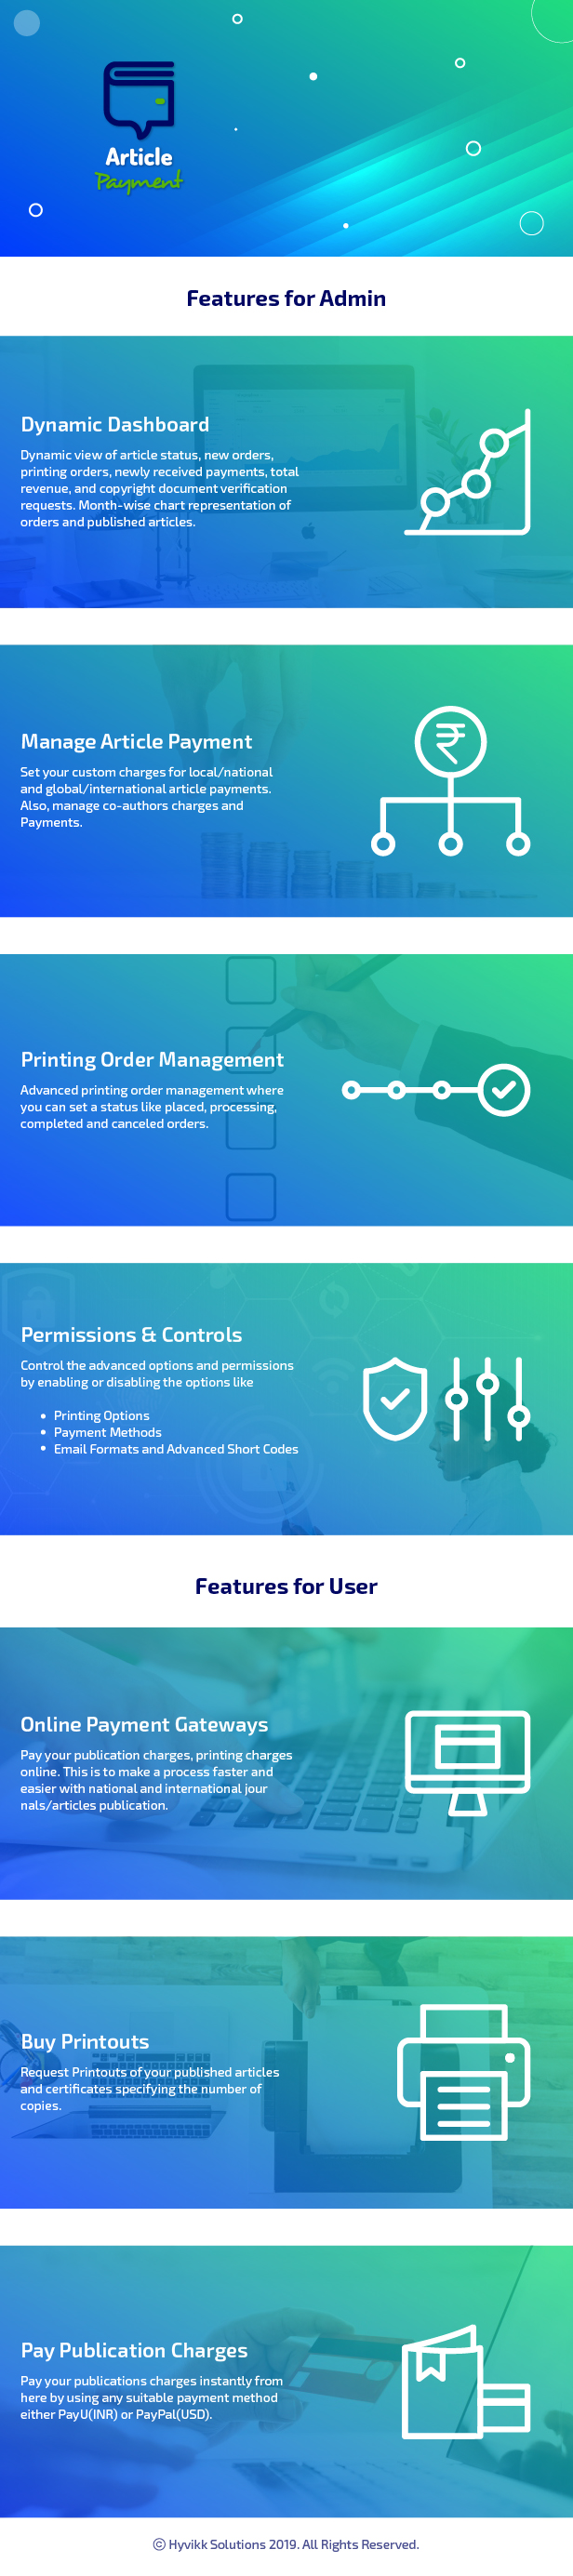 Article
Payment
Features for Admin
Dynamic Dashboard
Dynamic view of article status, new orders,
printing orders, newly received payments, total
revenue, and copyright document verification
requests. Month-wise chart representation of
orders and published articles.
Manage Article Payment
Set your custom charges for local/national
and global/international article payments.
Also, manage co-authors charges and
Payments.
Printing Order Management
Advanced printing order management where
you can set a status like placed, processing,
completed and canceled orders.
Permissions & Controls
Control the advanced options and permissions
by enabling or disabling the options like
• Printing Options
• Payment Methods
• Email Formats and Advanced Short Codes
Features for User
Online Payment Gateways
Pay your publication charges, printing charges
online. This is to make a process faster and
easier with national and international jour
nals/articles publication.
Buy Printouts
Request Printouts of your published articles
and certificates specifying the number of
copies.
Pay Publication Charges
Pay your publications charges instantly from
here by using any suitable payment method
either PayU(INR) or PayPal(USD).
© Hyvikk Solutions 2019. All Rights Reserved.